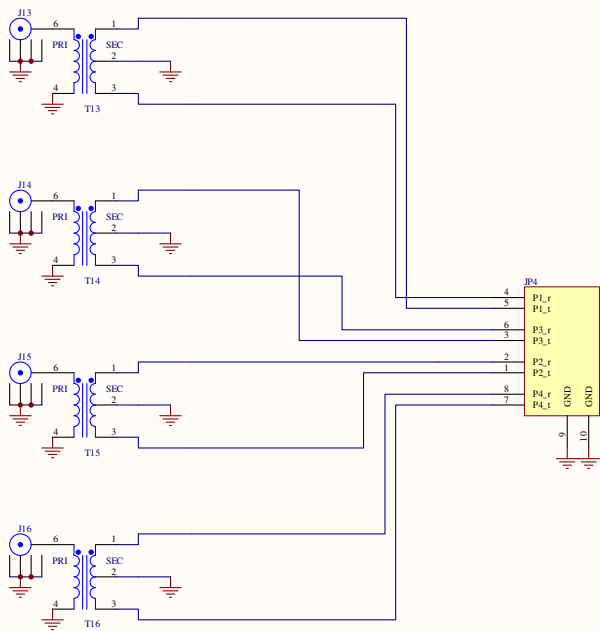 J13
6 1
PRI SEC
2
4 3
T13
J14
6 1
PRI SEC
2
4 3
T14
JP4
4 P1_r
5 P1_t
6 P3_r
3 P3_t
2 P2_r
1 P2_t
8 P4_r
7 P4_t
GND GND
9 10
J15
6 1
PRI SEC
2
4 3
T15
J16
6 1
PRI SEC
2
4 3
T16